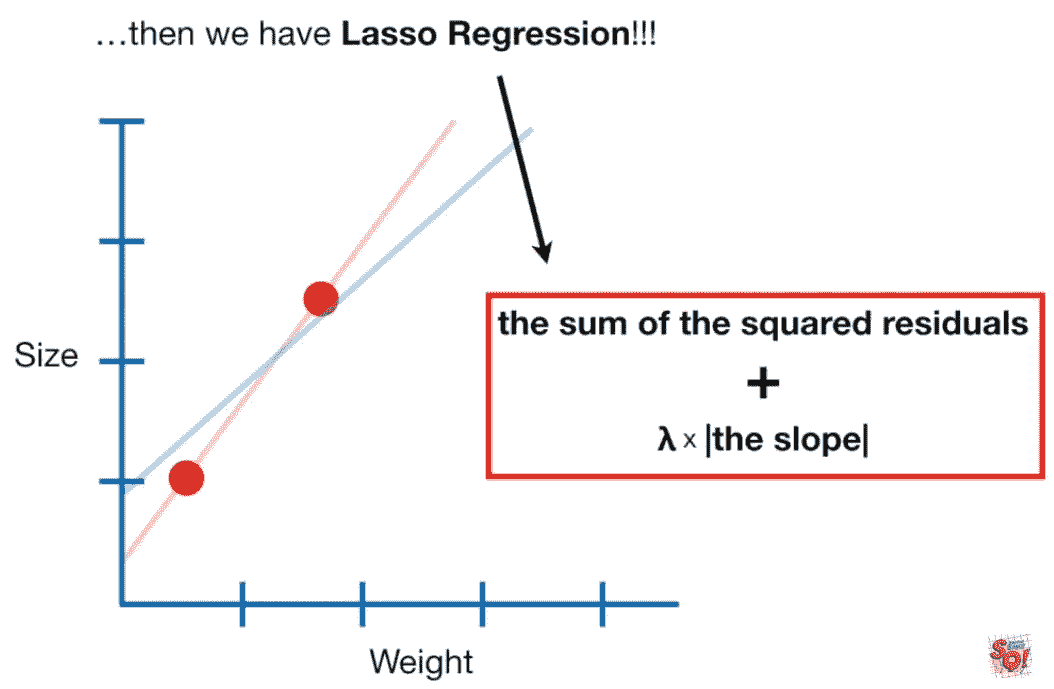 …then we have Lasso Regression!!!
the sum of the squared residuals
+
λ x |the slope|
Size
Weight